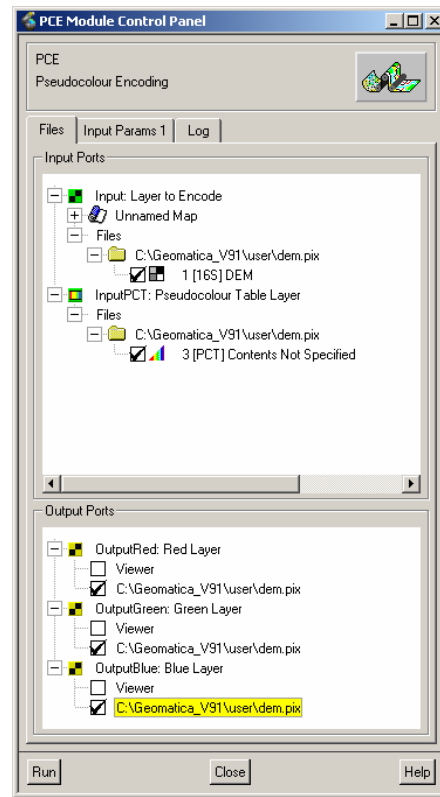 PCE Module Control Panel
PCE
Pseudocolour Encoding
Files Input Params 1 Log
Input Ports
Input: Layer to Encode
Unnamed Map
Files
C:\Geomatica_V91\user\dem.pix
1 [16S] DEM
InputPCT: Pseudocolour Table Layer
Files
C:\Geomatica_V91\user\dem.pix
3 [PCT] Contents Not Specified
Output Ports
OutputRed: Red Layer
Viewer
C:\Geomatica_V91\user\dem.pix
OutputGreen: Green Layer
Viewer
C:\Geomatica_V91\user\dem.pix
OutputBlue: Blue Layer
Viewer
C:\Geomatica_V91\user\dem.pix
Run Close Help